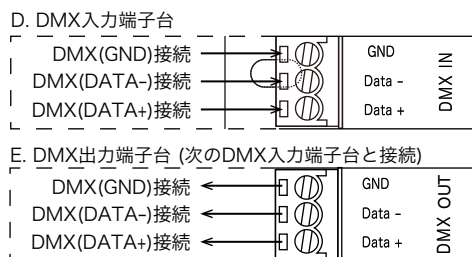 D. DMX入力端子台
DMX(GND)接続 GND
DMX(DATA-)接続 Data -
DMX(DATA+)接続 Data +
DMX IN
E. DMX出力端子台 (次のDMX入力端子台と接続)
DMX(GND)接続 GND
DMX(DATA-)接続 Data -
DMX(DATA+)接続 Data +
DMX OUT